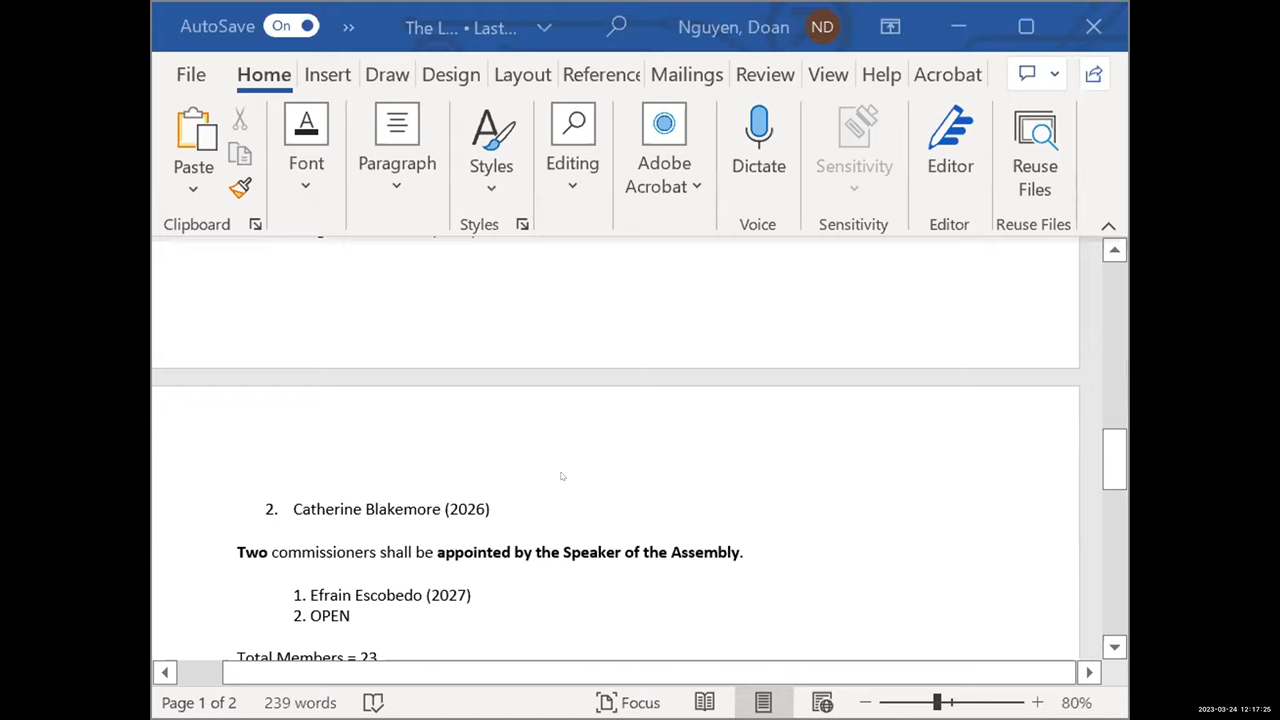 AutoSave On » The L... • Last... Nguyen, Doan ND
File Home Insert Draw Design Layout Reference Mailings Review View Help Acrobat
Paste Font Paragraph Styles Editing Adobe Acrobat Dictate Sensitivity Editor Reuse Files
Clipboard Styles Voice Sensitivity Editor Reuse Files
2. Catherine Blakemore (2026)
Two commissioners shall be appointed by the Speaker of the Assembly.
1. Efrain Escobedo (2027)
2. OPEN
Total Members = 23
Page 1 of 2 239 words Focus 80%
2023-03-24 12:17:25